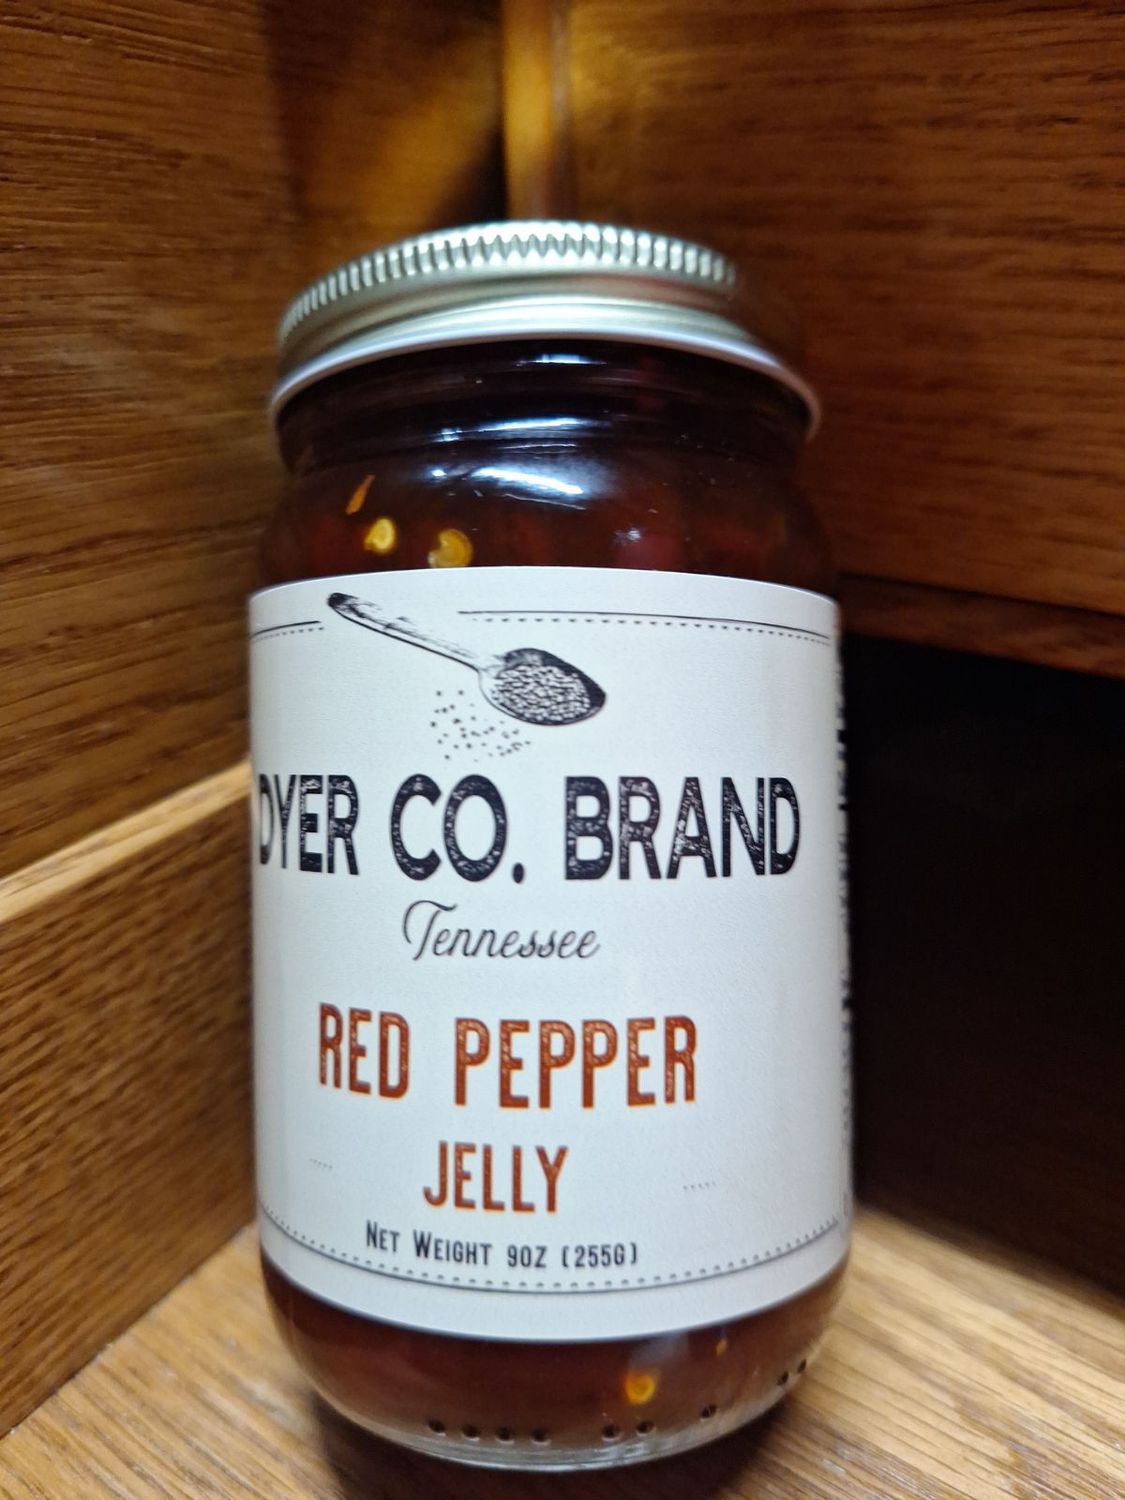 DYER CO. BRAND
Tennessee
RED PEPPER
JELLY
NET WEIGHT 9OZ (255G)